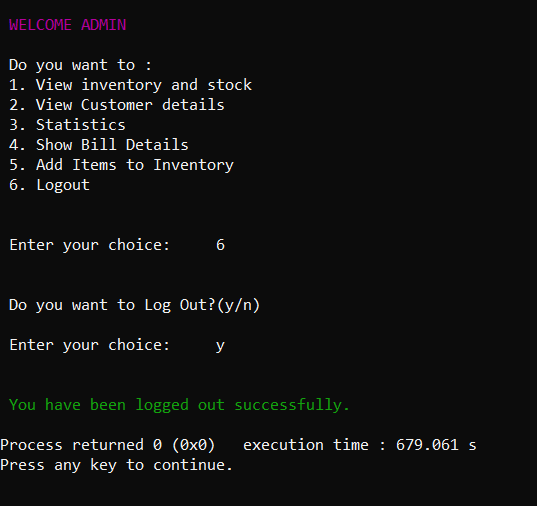 WELCOME ADMIN
Do you want to :
1. View inventory and stock
2. View Customer details
3. Statistics
4. Show Bill Details
5. Add Items to Inventory
6. Logout
Enter your choice:     6
Do you want to Log Out?(y/n)
Enter your choice:     y
You have been logged out successfully.
Process returned 0 (0x0)   execution time : 679.061 s
Press any key to continue.